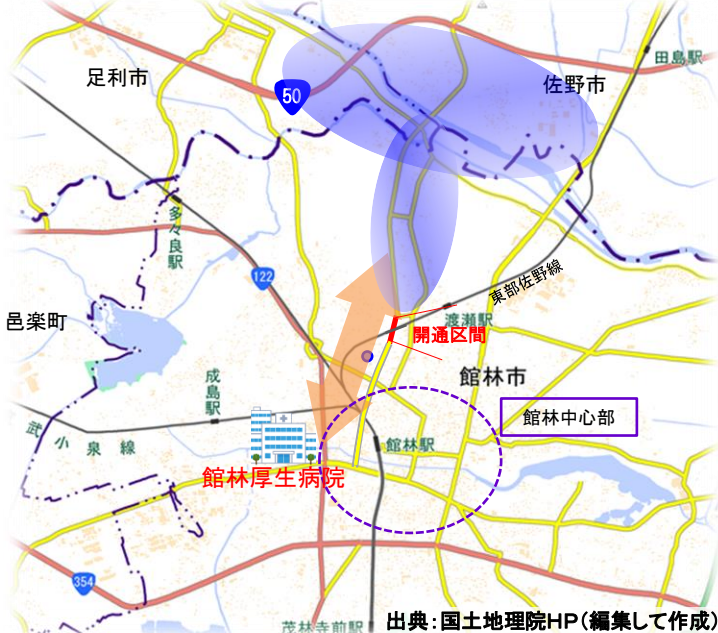 足利市
50
佐野市
田島駅
多々良駅
122
東部佐野線
邑楽町
渡瀬駅
開通区間
館林市
成島駅
館林中心部
武小泉線
館林駅
館林厚生病院
354
茂林寺前駅
出典：国土地理院HP（編集して作成）